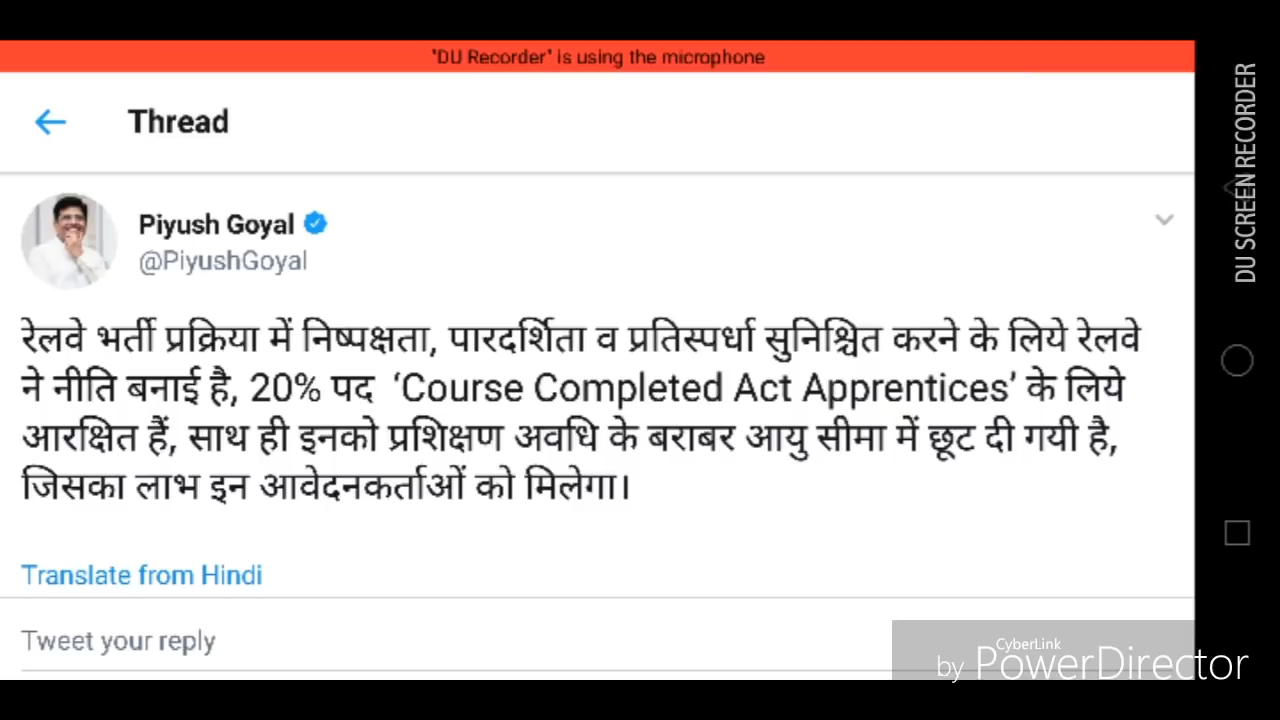 "DU Recorder" is using the microphone
Thread
Piyush Goyal
@PiyushGoyal
रेलवे भर्ती प्रक्रिया में निष्पक्षता, पारदर्शिता व प्रतिस्पर्धा सुनिश्चित करने के लिये रेलवे
ने नीति बनाई है, 20% पद ‘Course Completed Act Apprentices’ के लिये
आरक्षित हैं, साथ ही इनको प्रशिक्षण अवधि के बराबर आयु सीमा में छूट दी गयी है,
जिसका लाभ इन आवेदनकर्ताओं को मिलेगा।
Translate from Hindi
Tweet your reply
DU SCREEN RECORDER
CyberLink
by PowerDirector